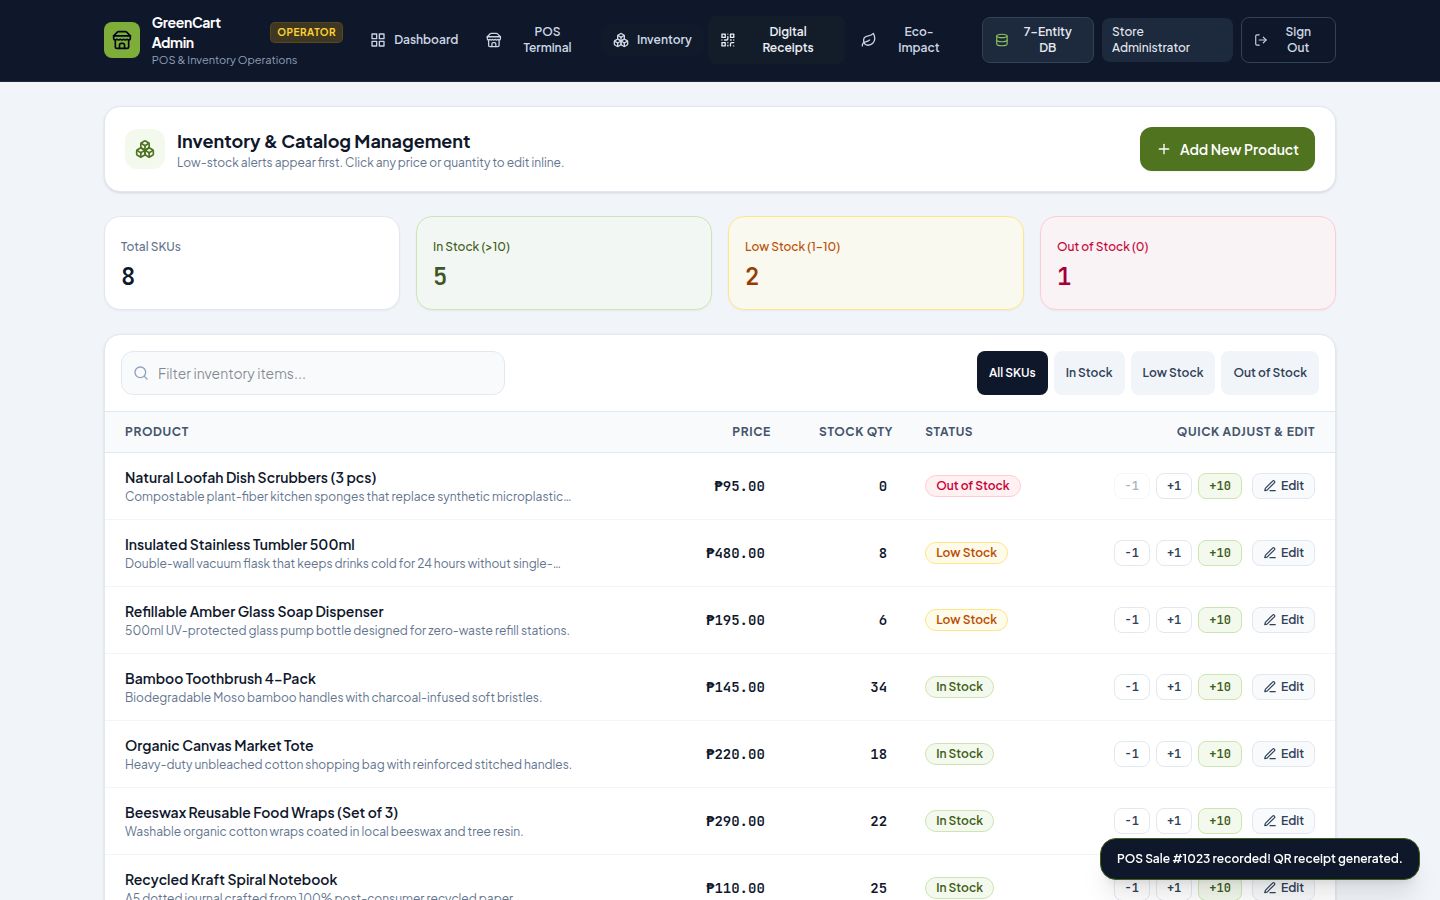 GreenCart
Admin
OPERATOR
POS & Inventory Operations
Dashboard
POS
Terminal
Inventory
Digital
Receipts
Eco-
Impact
7-Entity
DB
Store
Administrator
Sign
Out
Inventory & Catalog Management
Low-stock alerts appear first. Click any price or quantity to edit inline.
Add New Product
Total SKUs
8
In Stock (>10)
5
Low Stock (1-10)
2
Out of Stock (0)
1
Filter inventory items...
All SKUs
In Stock
Low Stock
Out of Stock
PRODUCT PRICE STOCK QTY STATUS QUICK ADJUST & EDIT
Natural Loofah Dish Scrubbers (3 pcs)
Compostable plant-fiber kitchen sponges that replace synthetic microplastic...
₱95.00 0 Out of Stock -1 +1 +10 Edit
Insulated Stainless Tumbler 500ml
Double-wall vacuum flask that keeps drinks cold for 24 hours without single-...
₱480.00 8 Low Stock -1 +1 +10 Edit
Refillable Amber Glass Soap Dispenser
500ml UV-protected glass pump bottle designed for zero-waste refill stations.
₱195.00 6 Low Stock -1 +1 +10 Edit
Bamboo Toothbrush 4-Pack
Biodegradable Moso bamboo handles with charcoal-infused soft bristles.
₱145.00 34 In Stock -1 +1 +10 Edit
Organic Canvas Market Tote
Heavy-duty unbleached cotton shopping bag with reinforced stitched handles.
₱220.00 18 In Stock -1 +1 +10 Edit
Beeswax Reusable Food Wraps (Set of 3)
Washable organic cotton wraps coated in local beeswax and tree resin.
₱290.00 22 In Stock -1 +1 +10 Edit
POS Sale #1023 recorded! QR receipt generated.
Recycled Kraft Spiral Notebook
A5 dotted journal crafted from 100% post-consumer recycled paper
₱110.00 25 In Stock -1 +1 +10 Edit